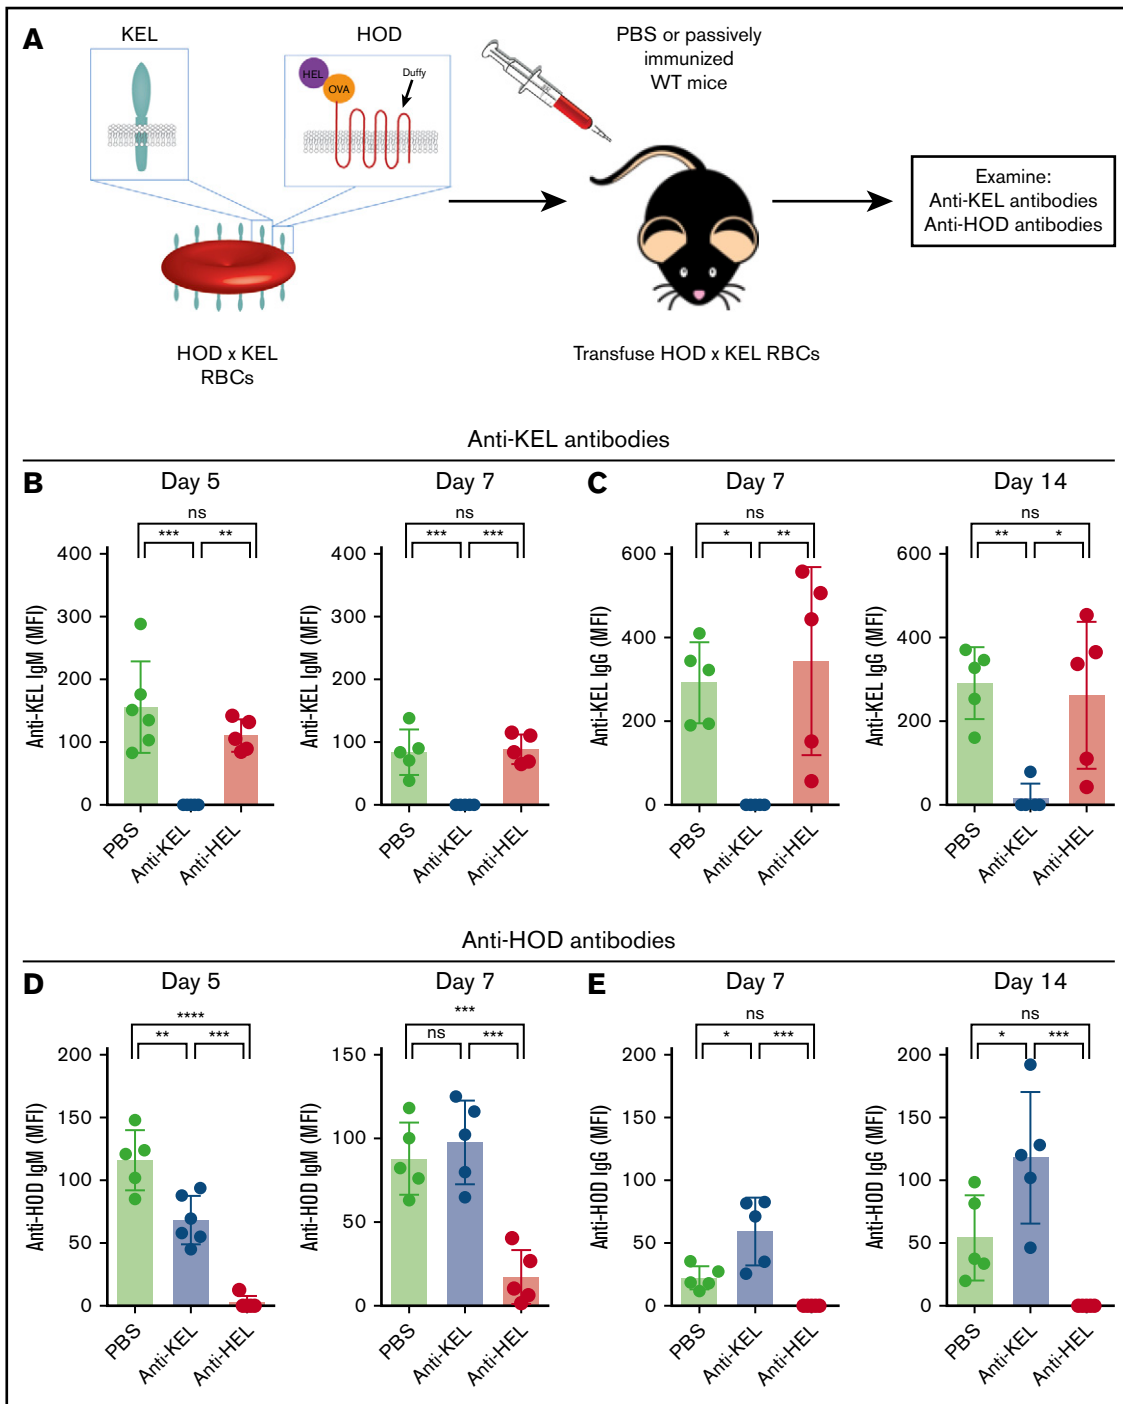 A
KEL
HOD
HEL
OVA
Duffy
PBS or passively
immunized
WT mice
Examine:
Anti-KEL antibodies
Anti-HOD antibodies
HOD x KEL
RBCs
Transfuse HOD x KEL RBCs
Anti-KEL antibodies
B
Day 5
ns
*** **
Anti-KEL IgM (MFI)
400
300
200
100
0
PBS
Anti-KEL
Anti-HEL
Day 7
ns
*** ***
Anti-KEL IgM (MFI)
400
300
200
100
0
PBS
Anti-KEL
Anti-HEL
C
Day 7
ns
* **
Anti-KEL IgG (MFI)
600
400
200
0
PBS
Anti-KEL
Anti-HEL
Day 14
ns
** *
Anti-KEL IgG (MFI)
600
400
200
0
PBS
Anti-KEL
Anti-HEL
Anti-HOD antibodies
D
Day 5
****
** ***
Anti-HOD IgM (MFI)
200
150
100
50
0
PBS
Anti-KEL
Anti-HEL
Day 7
***
ns ***
Anti-HOD IgM (MFI)
150
100
50
0
PBS
Anti-KEL
Anti-HEL
E
Day 7
ns
* ***
Anti-HOD IgG (MFI)
200
150
100
50
0
PBS
Anti-KEL
Anti-HEL
Day 14
ns
* ***
Anti-HOD IgG (MFI)
200
150
100
50
0
PBS
Anti-KEL
Anti-HEL